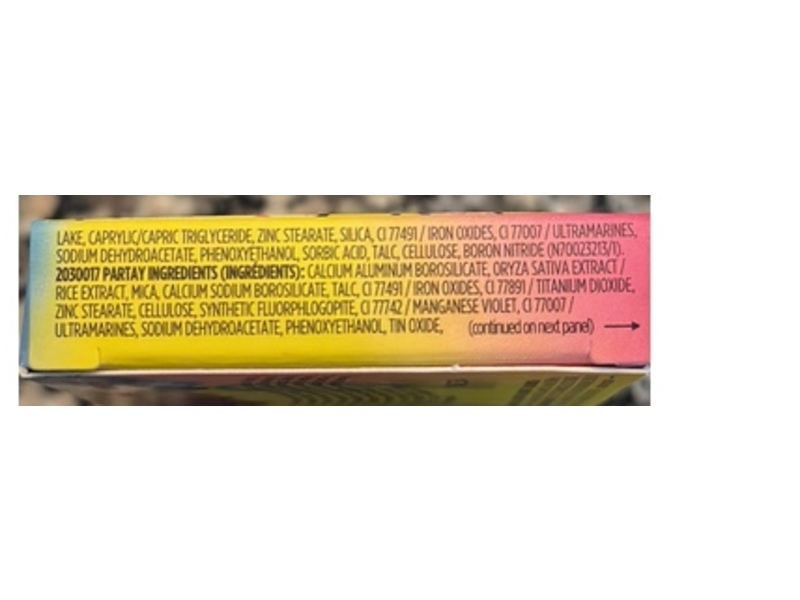 LAKE, CAPRYLIC/CAPRIC TRIGLYCERIDE, ZINC STEARATE, SILICA, CI 77491 / IRON OXIDES, CI 77007 / ULTRAMARINES,
SODIUM DEHYDROACETATE, PHENOXYETHANOL, SORBIC ACID, TALC, CELLULOSE, BORON NITRIDE (N70023213/1).
2030017 PARTAY INGREDIENTS (INGRÉDIENTS): CALCIUM ALUMINUM BOROSILICATE, ORYZA SATIVA EXTRACT /
RICE EXTRACT, MICA, CALCIUM SODIUM BOROSILICATE, TALC, CI 77491 / IRON OXIDES, CI 77891 / TITANIUM DIOXIDE,
ZINC STEARATE, CELLULOSE, SYNTHETIC FLUORPHLOGOPITE, CI 77742 / MANGANESE VIOLET, CI 77007 /
ULTRAMARINES, SODIUM DEHYDROACETATE, PHENOXYETHANOL, TIN OXIDE, (continued on next panel) →